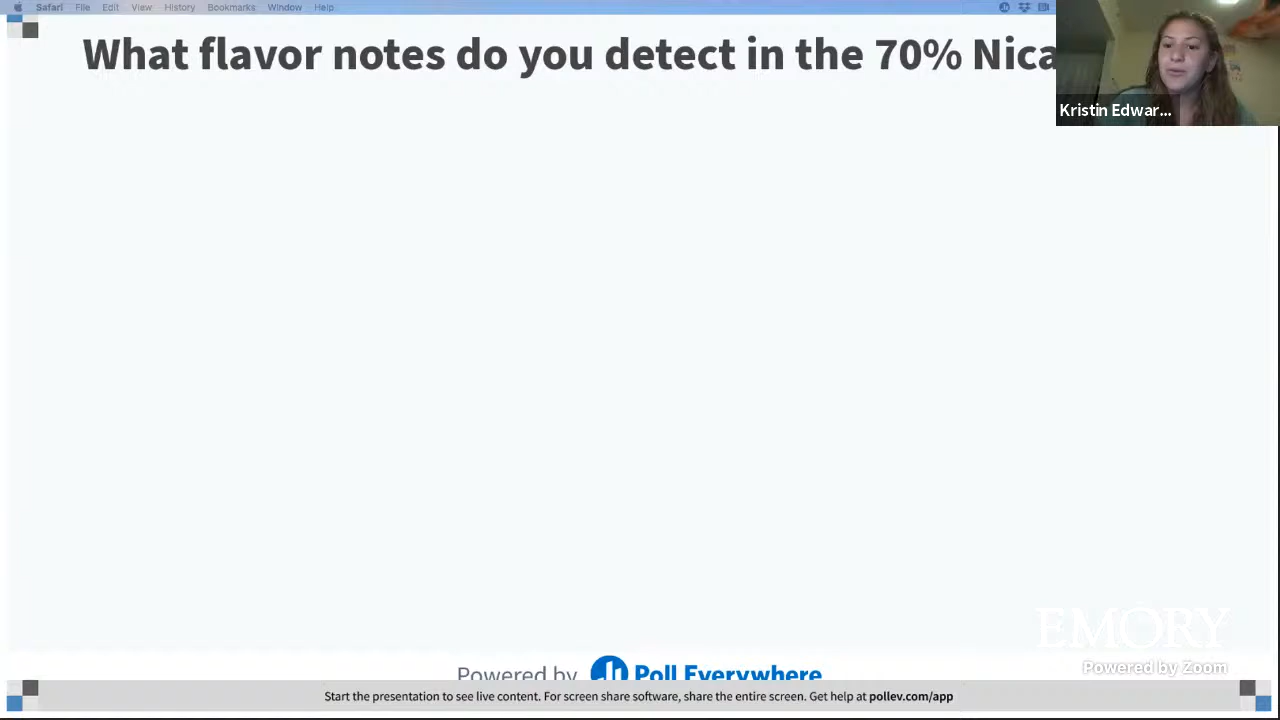 Safari File Edit View History Bookmarks Window Help
What flavor notes do you detect in the 70% Nica
Kristin Edwar...
EMORY
Powered by Zoom
Powered by Poll Everywhere
Start the presentation to see live content. For screen share software, share the entire screen. Get help at pollev.com/app